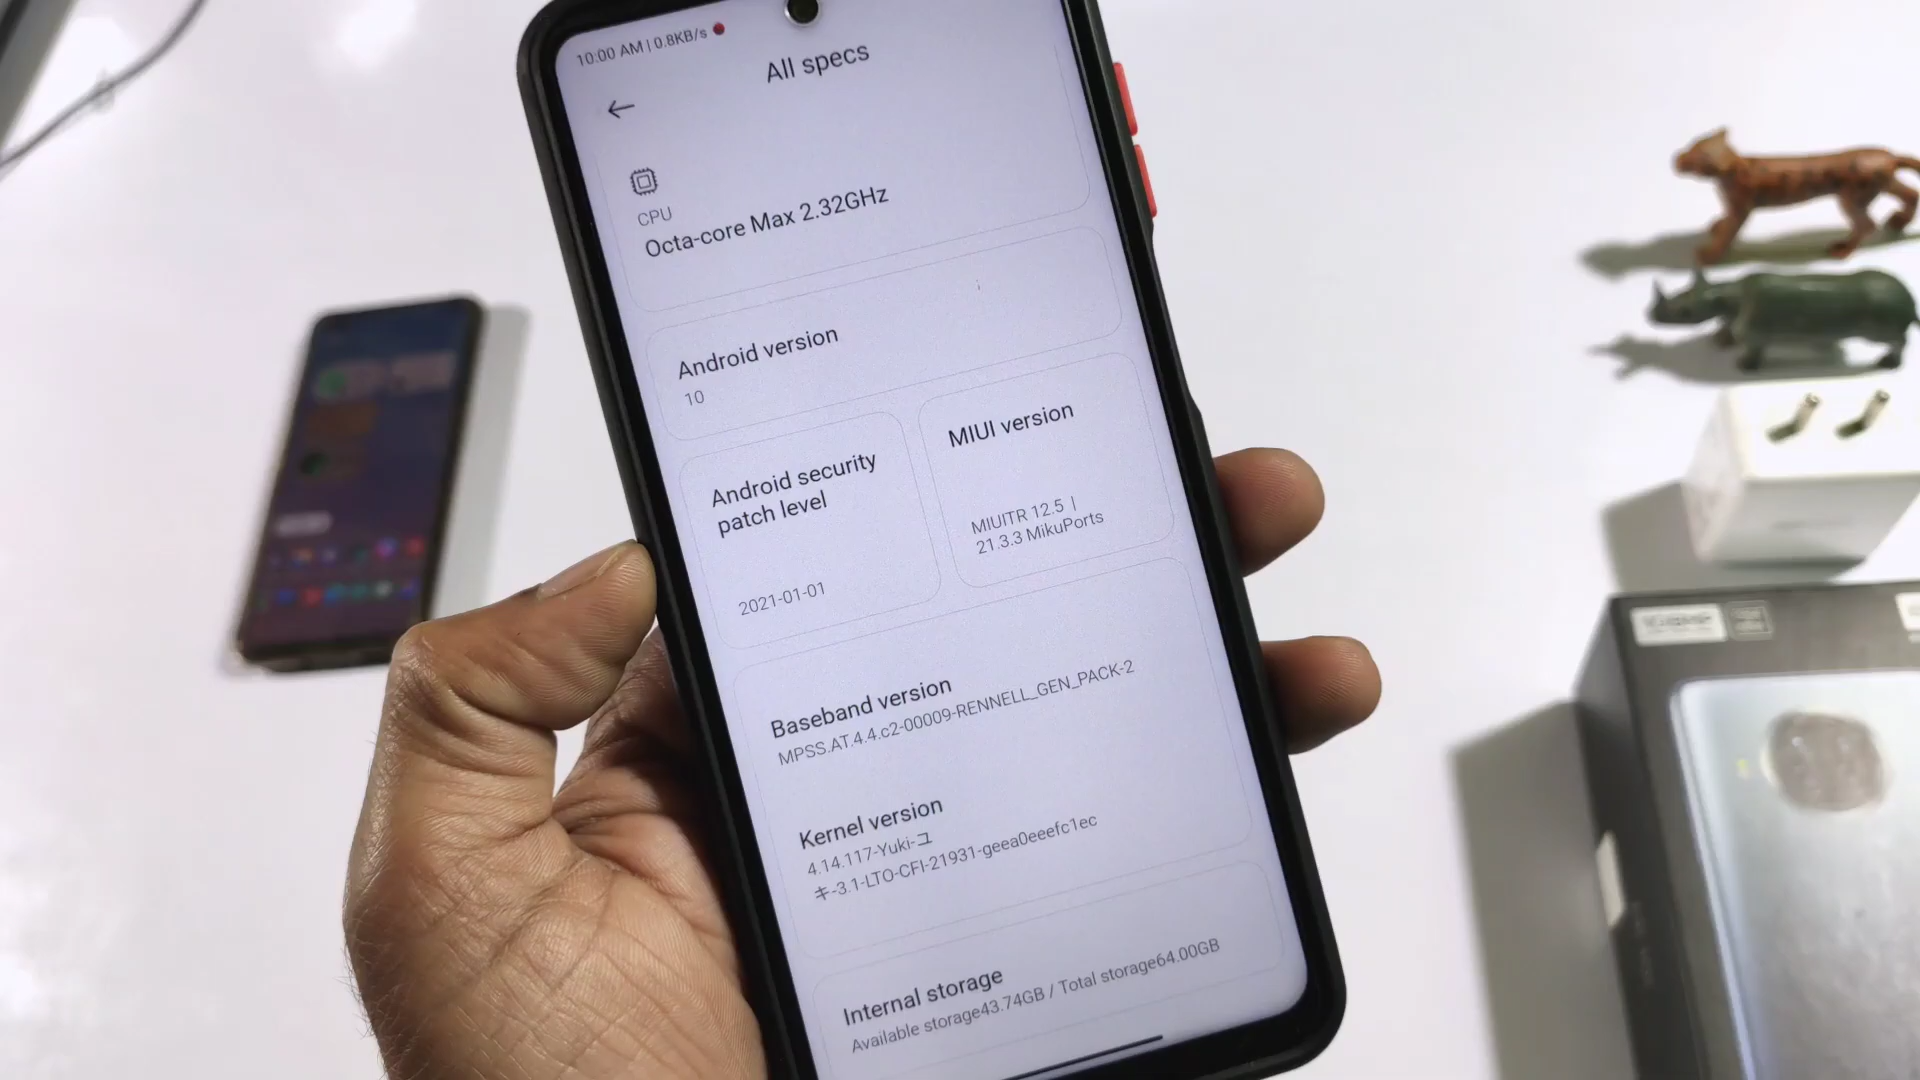 10:00 AM | 0.8KB/s
All specs
CPU
Octa-core Max 2.32GHz
Android version
10
Android security
patch level
2021-01-01
MIUI version
MIUITR 12.5 |
21.3.3 MikuPorts
Baseband version
MPSS.AT.4.4.c2-00009-RENNELL_GEN_PACK-2
Kernel version
4.14.117-Yuki-ユ
キ-3.1-LTO-CFI-21931-geea0eeefc1ec
Internal storage
Available storage43.74GB / Total storage64.00GB